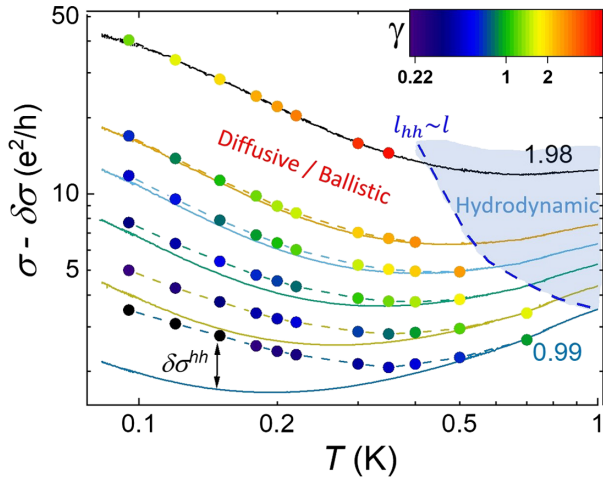 50
γ
0.22
1
2
l_hh~l
1.98
Diffusive / Ballistic
10
Hydrodynamic
σ - δσ (e²/h)
5
δσ^hh
0.99
0.1
0.2
0.5
1
T (K)